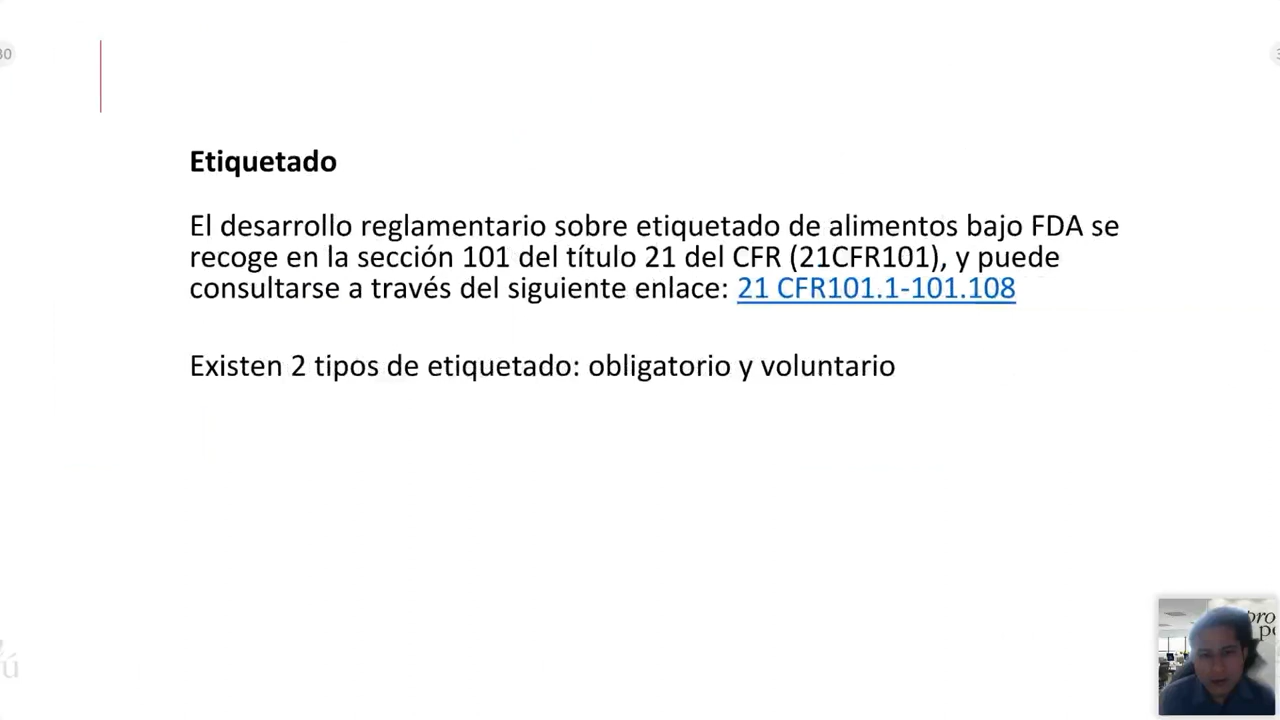 Etiquetado
El desarrollo reglamentario sobre etiquetado de alimentos bajo FDA se
recoge en la sección 101 del título 21 del CFR (21CFR101), y puede
consultarse a través del siguiente enlace: 21 CFR101.1-101.108
Existen 2 tipos de etiquetado: obligatorio y voluntario